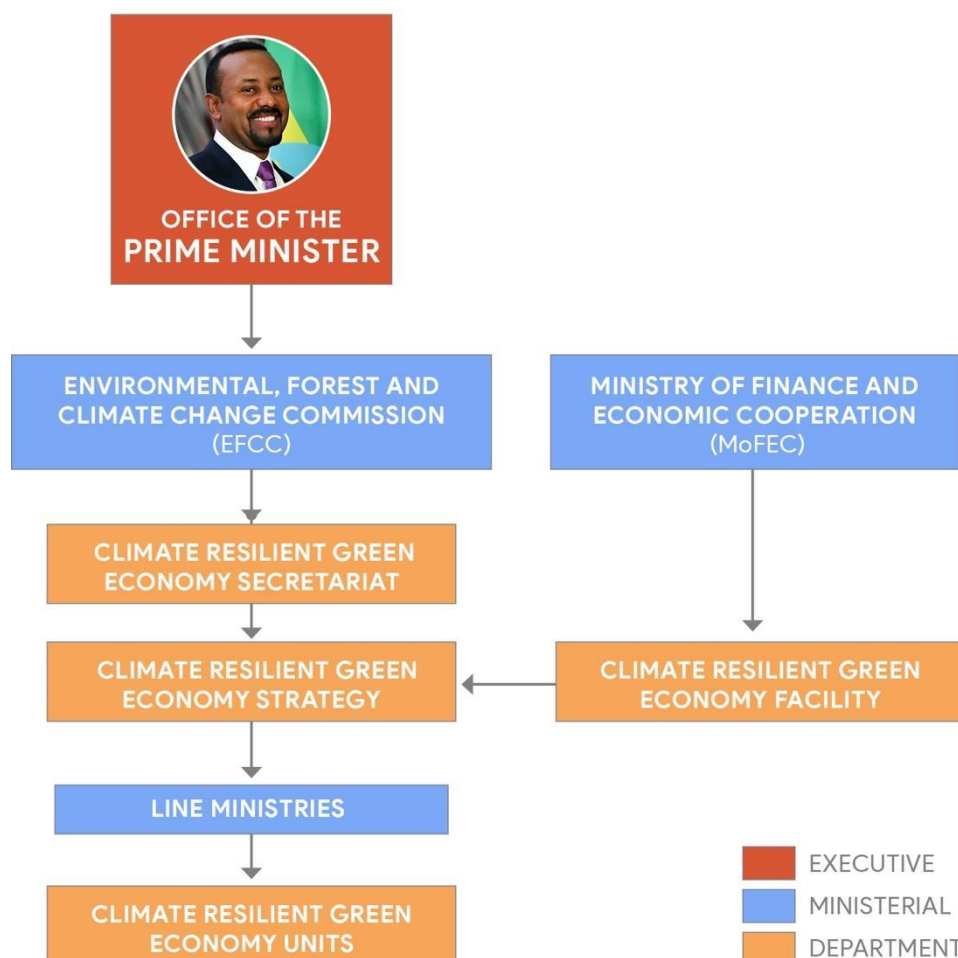 OFFICE OF THE
PRIME MINISTER
ENVIRONMENTAL, FOREST AND
CLIMATE CHANGE COMMISSION
(EFCC)
MINISTRY OF FINANCE AND
ECONOMIC COOPERATION
(MoFEC)
CLIMATE RESILIENT GREEN
ECONOMY SECRETARIAT
CLIMATE RESILIENT GREEN
ECONOMY STRATEGY
CLIMATE RESILIENT GREEN
ECONOMY FACILITY
LINE MINISTRIES
CLIMATE RESILIENT GREEN
ECONOMY UNITS
EXECUTIVE
MINISTERIAL
DEPARTMENT